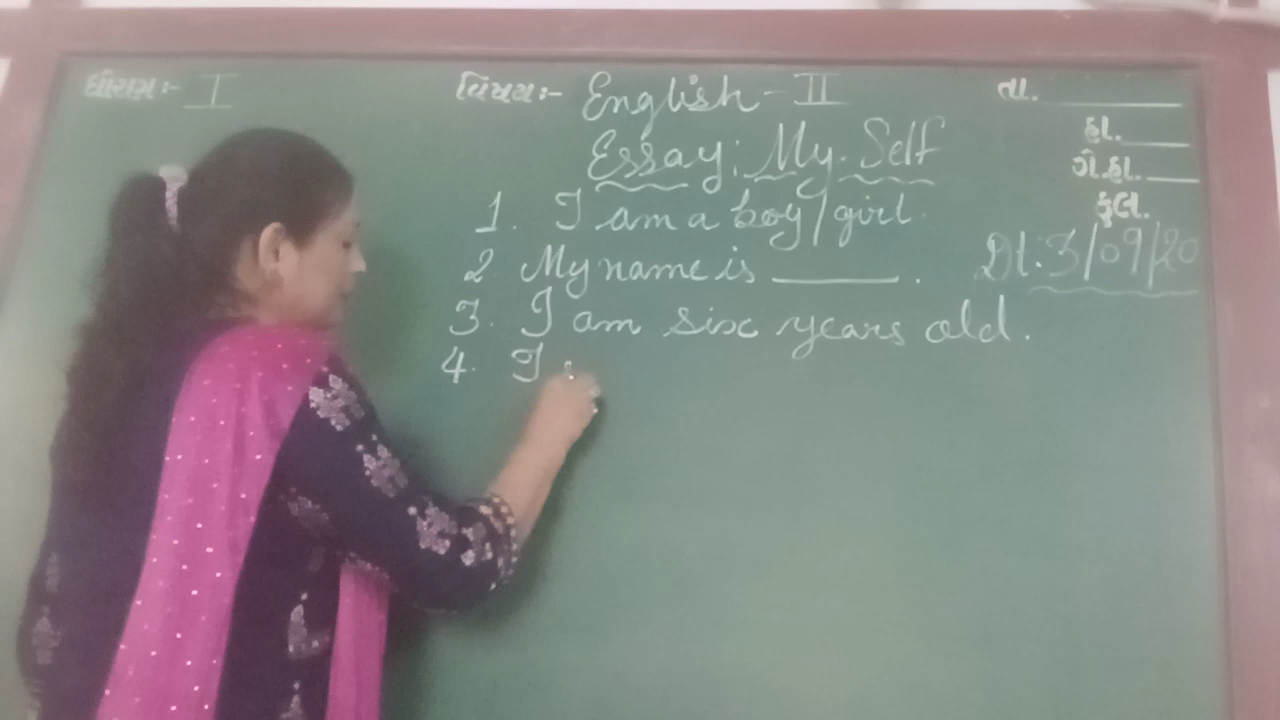 ધોરણ:- I
વિષય:- English - II
તા.
Essay: My Self
હા.
ગે.હા.
કુલ.
1. I am a boy/girl.
Dt: 3/09/20
2. My name is ______.
3. I am six years old.
4. I